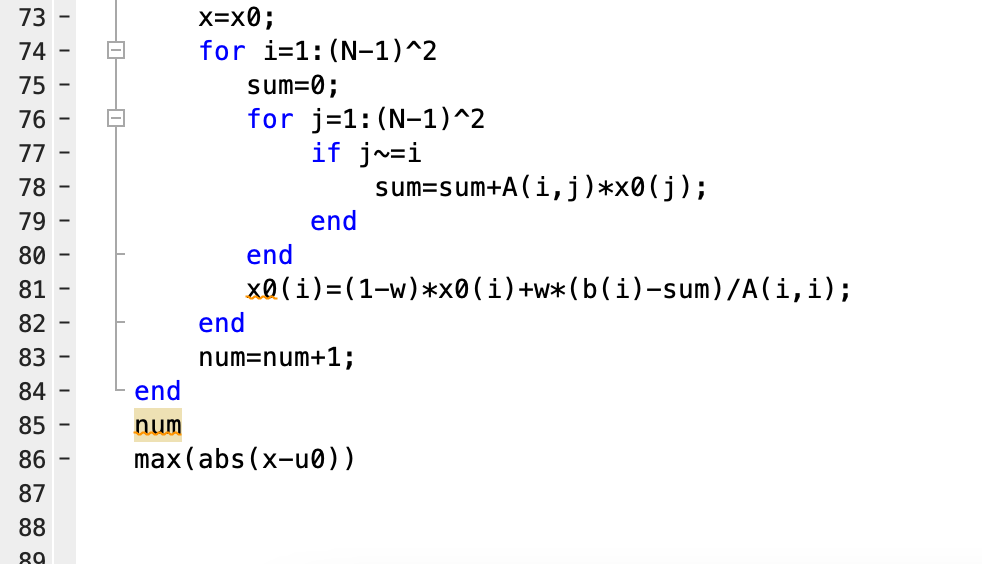 73 – x=x0;
74 – for i=1:(N-1)^2
75 – sum=0;
76 – for j=1:(N-1)^2
77 – if j~=i
78 – sum=sum+A(i,j)*x0(j);
79 – end
80 – end
81 – x0(i)=(1-w)*x0(i)+w*(b(i)-sum)/A(i,i);
82 – end
83 – num=num+1;
84 – end
85 – num
86 – max(abs(x-u0))
87
88
89